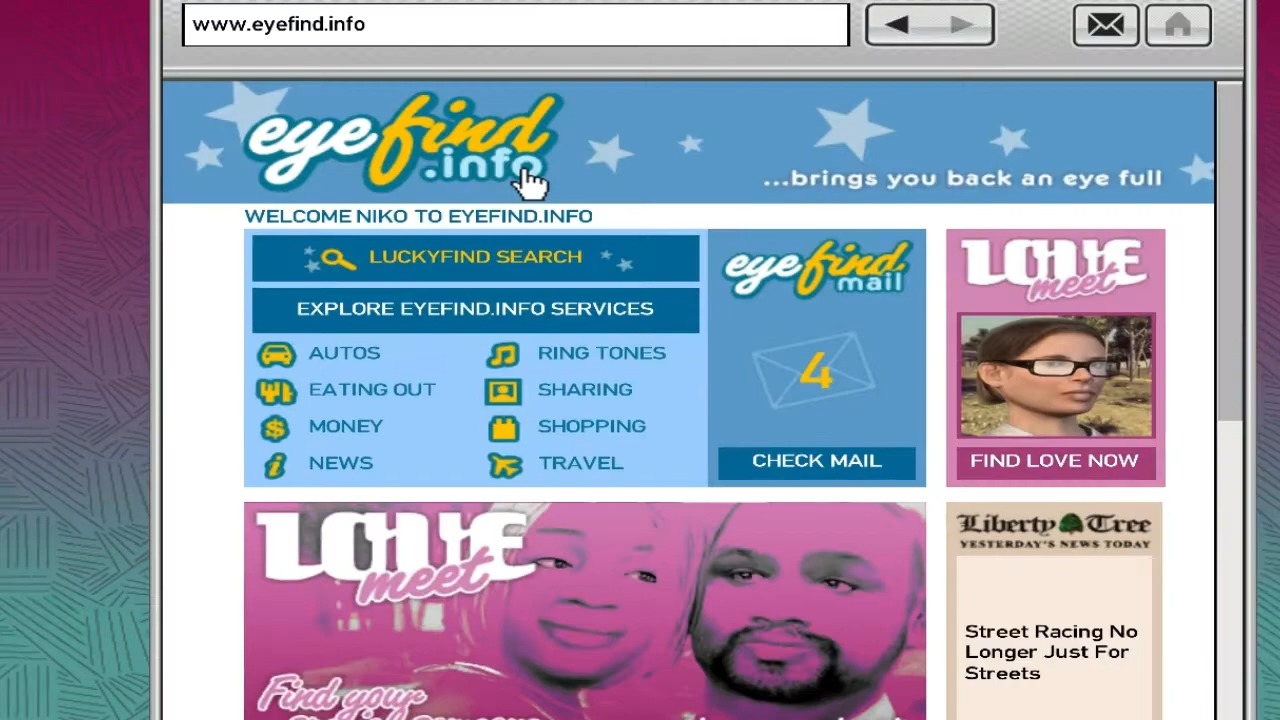 www.eyefind.info
eyefind
.info
...brings you back an eye full
WELCOME NIKO TO EYEFIND.INFO
LUCKYFIND SEARCH
EXPLORE EYEFIND.INFO SERVICES
AUTOS
RING TONES
EATING OUT
SHARING
MONEY
SHOPPING
NEWS
TRAVEL
eyefind
mail
4
CHECK MAIL
LOVE
meet
FIND LOVE NOW
LOVE
meet
Find your
Liberty Tree
YESTERDAY'S NEWS TODAY
Street Racing No
Longer Just For
Streets